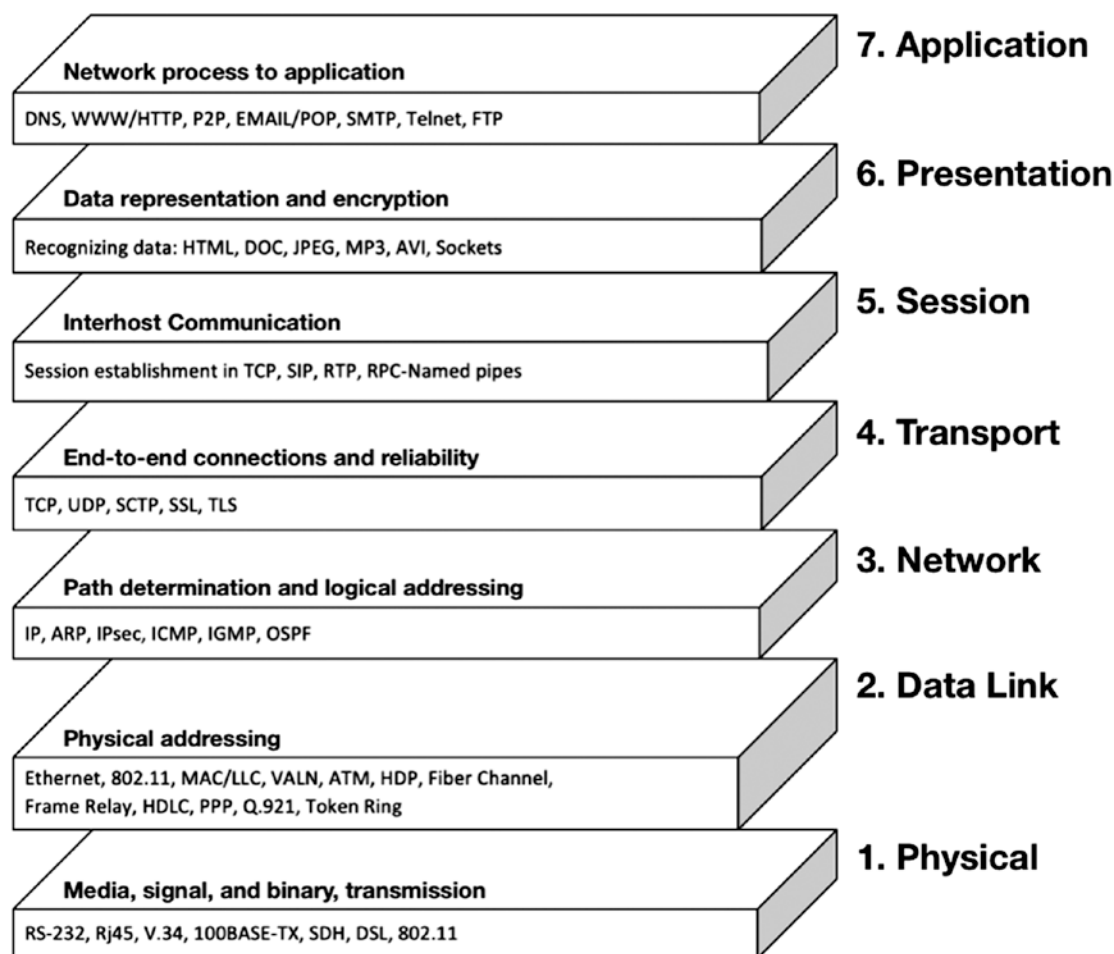 7. Application
Network process to application
DNS, WWW/HTTP, P2P, EMAIL/POP, SMTP, Telnet, FTP
6. Presentation
Data representation and encryption
Recognizing data: HTML, DOC, JPEG, MP3, AVI, Sockets
5. Session
Interhost Communication
Session establishment in TCP, SIP, RTP, RPC-Named pipes
4. Transport
End-to-end connections and reliability
TCP, UDP, SCTP, SSL, TLS
3. Network
Path determination and logical addressing
IP, ARP, IPsec, ICMP, IGMP, OSPF
2. Data Link
Physical addressing
Ethernet, 802.11, MAC/LLC, VALN, ATM, HDP, Fiber Channel,
Frame Relay, HDLC, PPP, Q.921, Token Ring
1. Physical
Media, signal, and binary, transmission
RS-232, Rj45, V.34, 100BASE-TX, SDH, DSL, 802.11